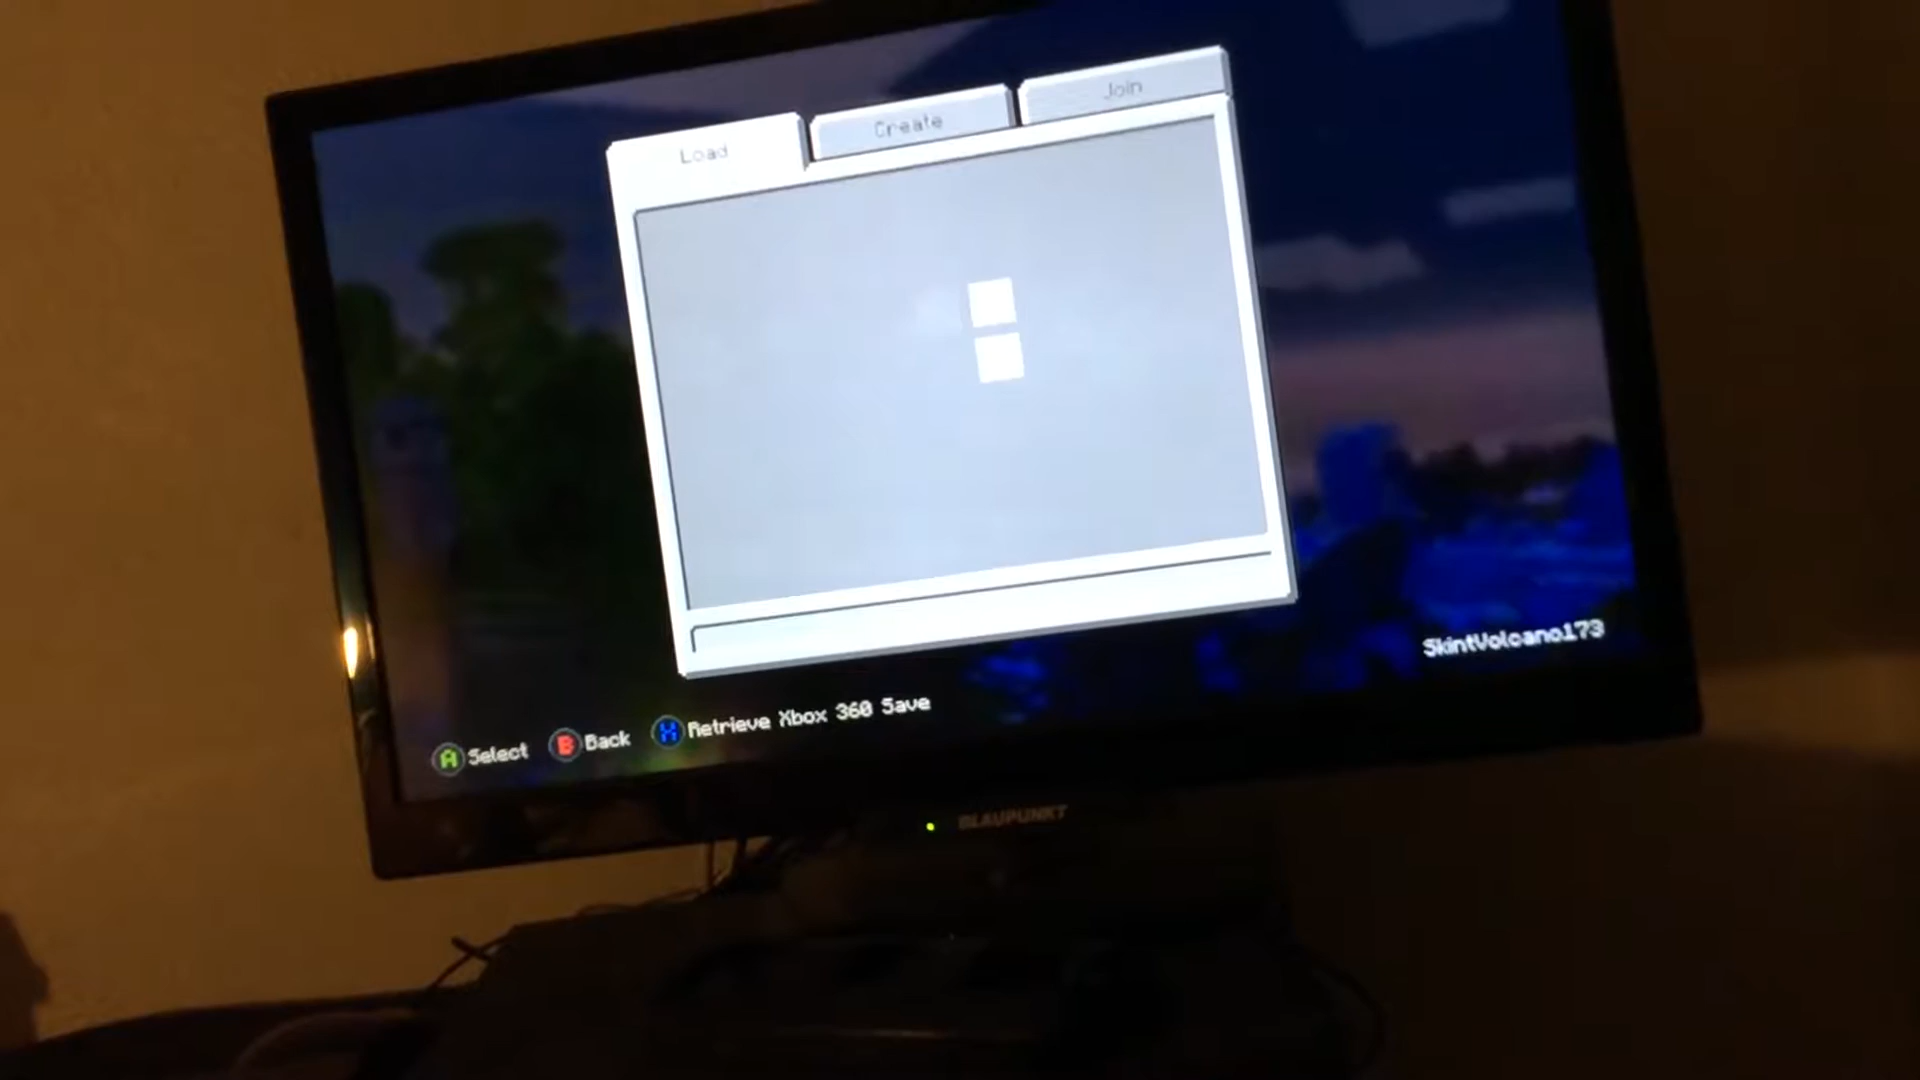 Load
Create
Join
SkintVolcano173
A Select B Back X Retrieve Xbox 360 Save
BLAUPUNKT